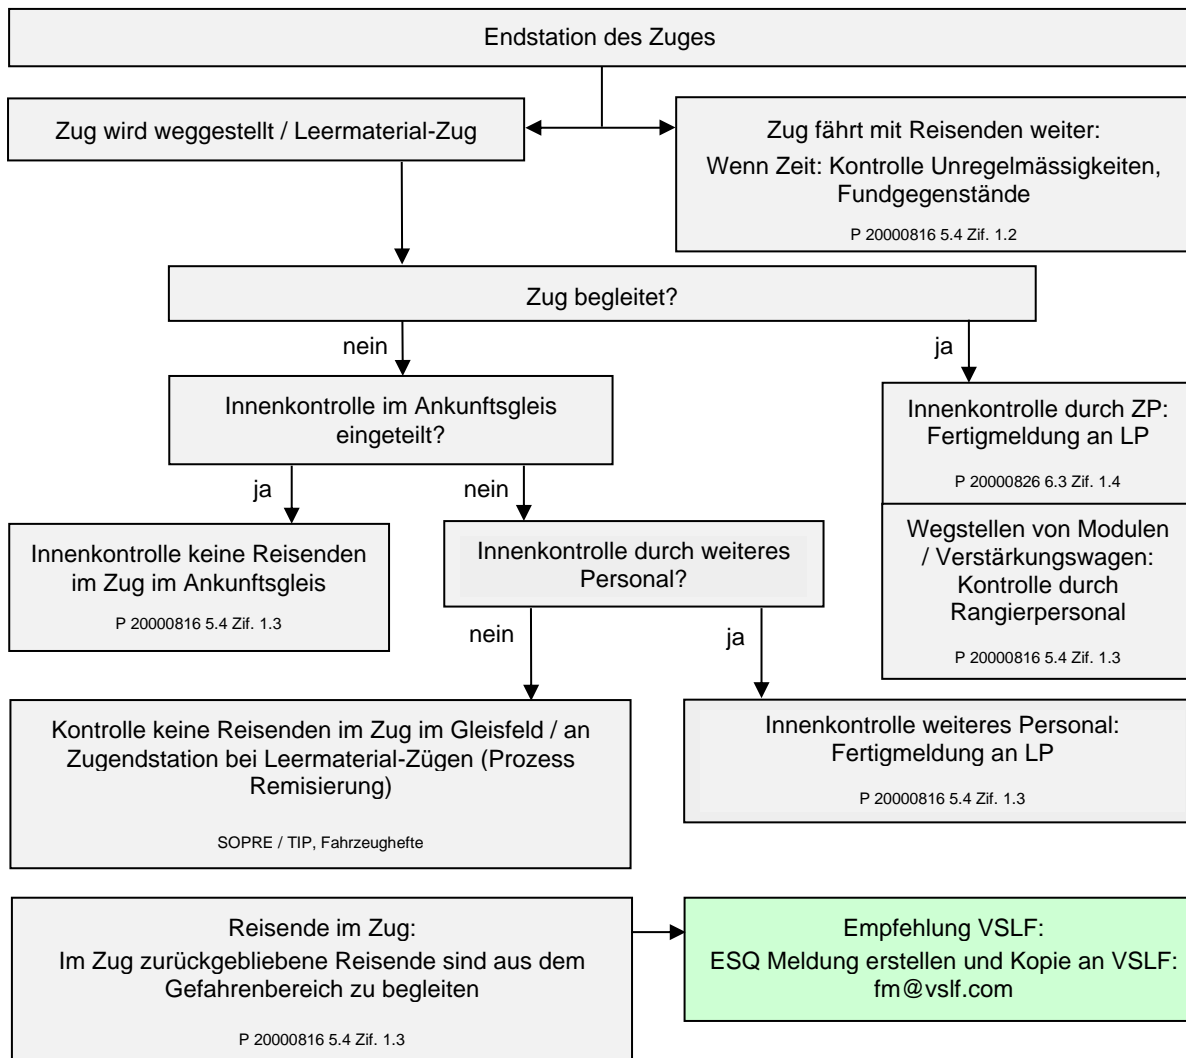 Endstation des Zuges
Zug wird weggestellt / Leermaterial-Zug
Zug fährt mit Reisenden weiter:
Wenn Zeit: Kontrolle Unregelmässigkeiten,
Fundgegenstände
P 20000816 5.4 Zif. 1.2
Zug begleitet?
nein
ja
Innenkontrolle im Ankunftsgleis
eingeteilt?
Innenkontrolle durch ZP:
Fertigmeldung an LP
P 20000826 6.3 Zif. 1.4
ja
nein
Wegstellen von Modulen
/ Verstärkungswagen:
Kontrolle durch
Rangierpersonal
P 20000816 5.4 Zif. 1.3
Innenkontrolle keine Reisenden
im Zug im Ankunftsgleis
P 20000816 5.4 Zif. 1.3
Innenkontrolle durch weiteres
Personal?
nein
ja
Kontrolle keine Reisenden im Zug im Gleisfeld / an
Zugendstation bei Leermaterial-Zügen (Prozess
Remisierung)
SOPRE / TIP, Fahrzeughefte
Innenkontrolle weiteres Personal:
Fertigmeldung an LP
P 20000816 5.4 Zif. 1.3
Reisende im Zug:
Im Zug zurückgebliebene Reisende sind aus dem
Gefahrenbereich zu begleiten
P 20000816 5.4 Zif. 1.3
Empfehlung VSLF:
ESQ Meldung erstellen und Kopie an VSLF:
fm@vslf.com